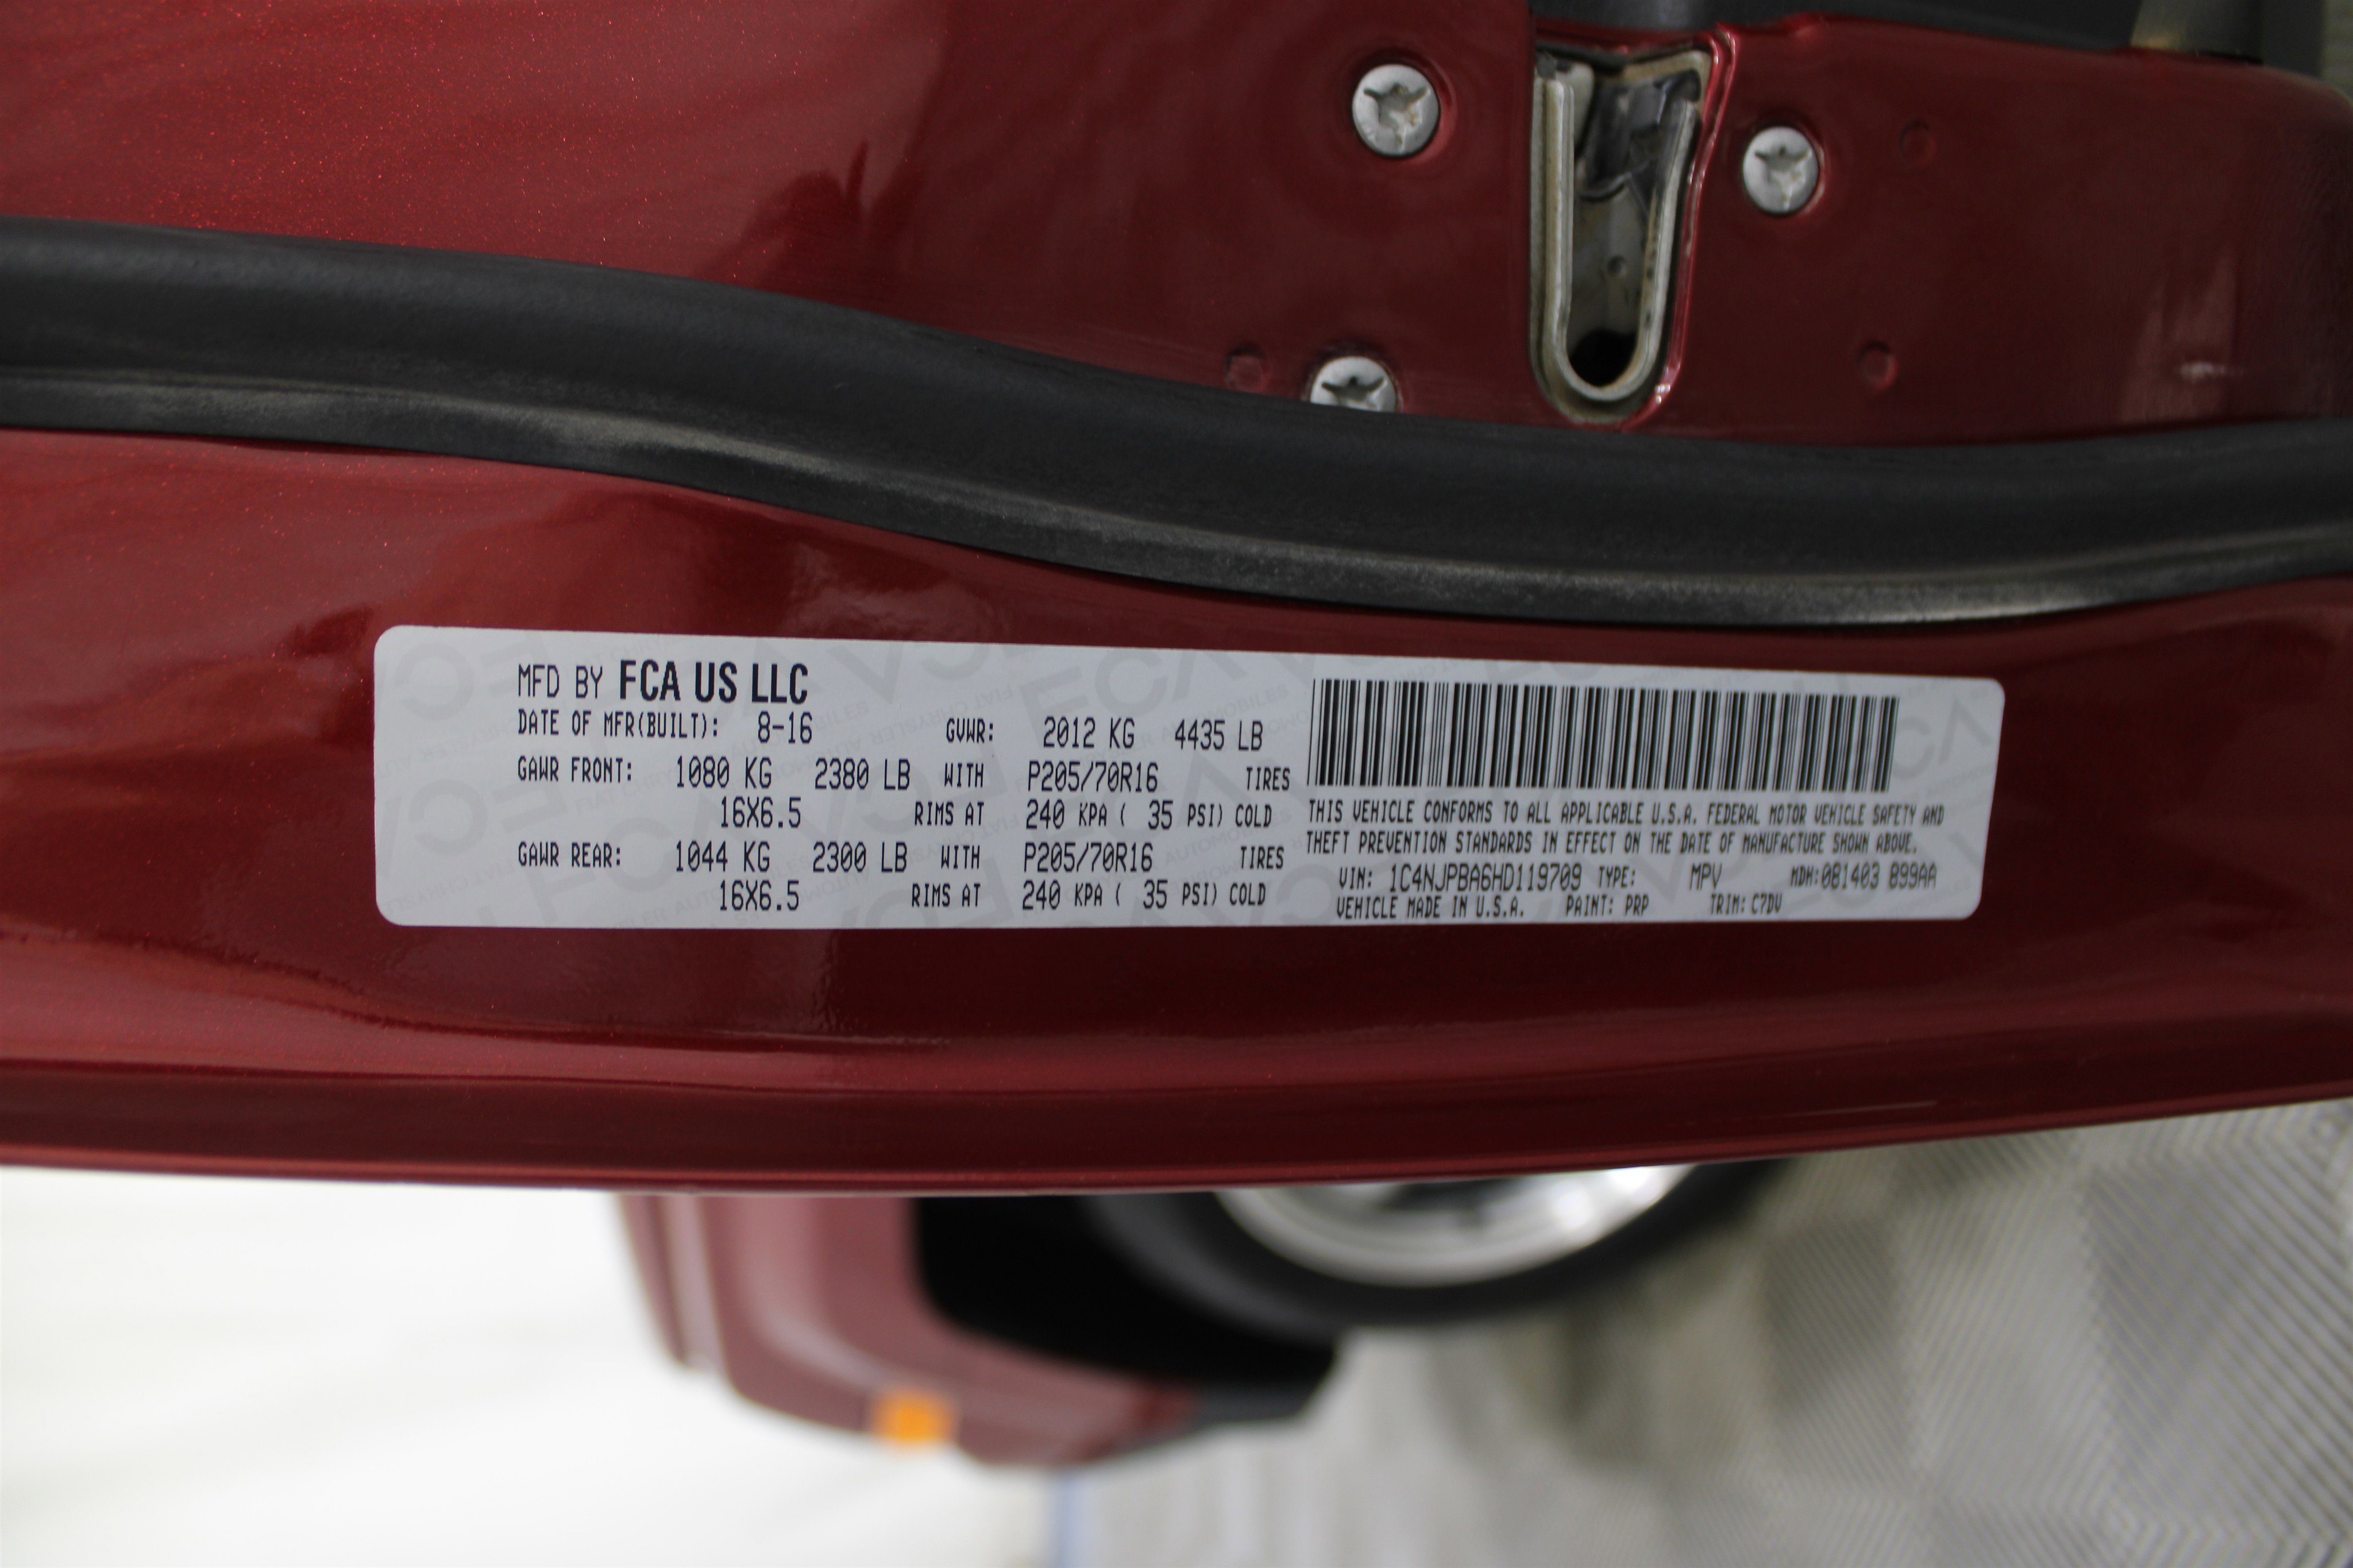 MFD BY FCA US LLC
DATE OF MFR(BUILT): 8-16 GVWR: 2012 KG 4435 LB
GAWR FRONT: 1080 KG 2380 LB WITH P205/70R16 TIRES
16X6.5 RIMS AT 240 KPA ( 35 PSI) COLD
GAWR REAR: 1044 KG 2300 LB WITH P205/70R16 TIRES
16X6.5 RIMS AT 240 KPA ( 35 PSI) COLD
THIS VEHICLE CONFORMS TO ALL APPLICABLE U.S.A. FEDERAL MOTOR VEHICLE SAFETY AND
THEFT PREVENTION STANDARDS IN EFFECT ON THE DATE OF MANUFACTURE SHOWN ABOVE.
VIN: 1C4NJPBA6HD119709 TYPE: MPV MDH:081403 899AA
VEHICLE MADE IN U.S.A. PAINT: PRP TRIM: C7DV